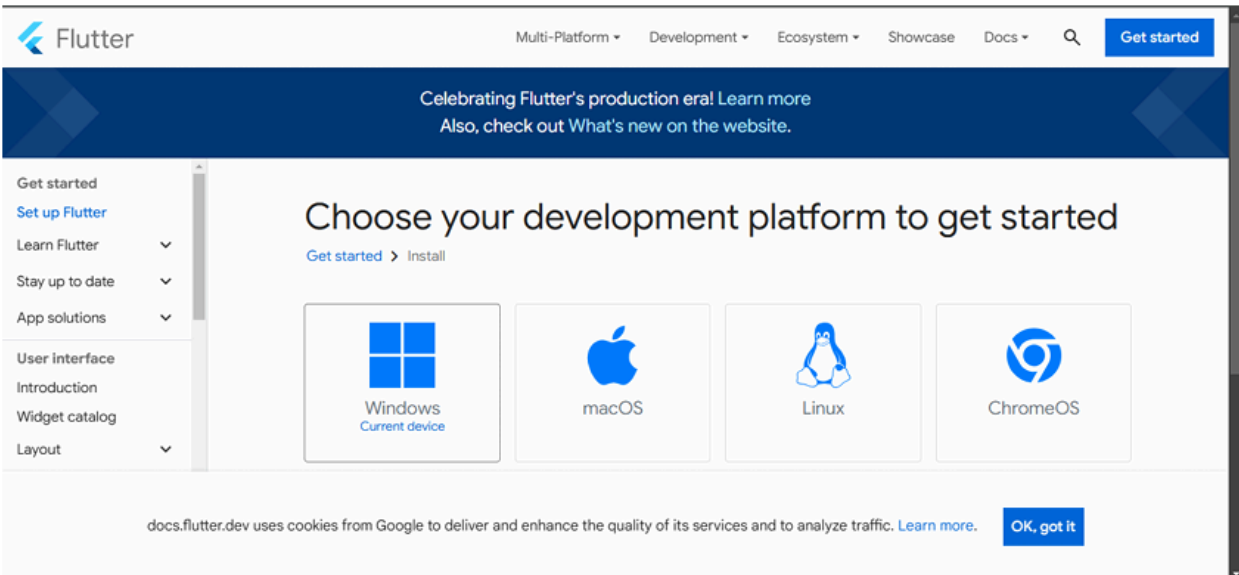 Flutter
Multi-Platform Development Ecosystem Showcase Docs Get started
Celebrating Flutter's production era! Learn more
Also, check out What's new on the website.
Get started
Set up Flutter
Learn Flutter
Stay up to date
App solutions
User interface
Introduction
Widget catalog
Layout
Choose your development platform to get started
Get started Install
Windows
Current device
macOS
Linux
ChromeOS
docs.flutter.dev uses cookies from Google to deliver and enhance the quality of its services and to analyze traffic. Learn more.
OK, got it